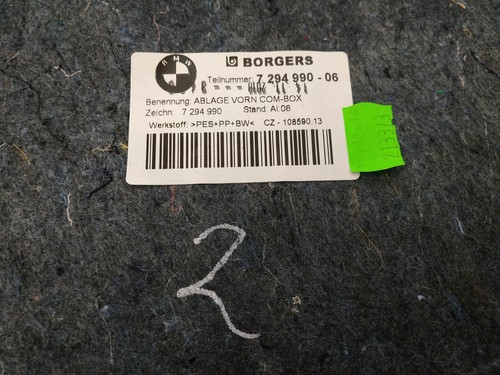 BMW
BORGERS
Teilnummer: 7 294 990 - 06
Benennung: ABLAGE VORN COM-BOX
Zeichn: 7 294 990 Stand: AI:06
Werkstoff: >PES+PP+BW< CZ - 108590.13
2